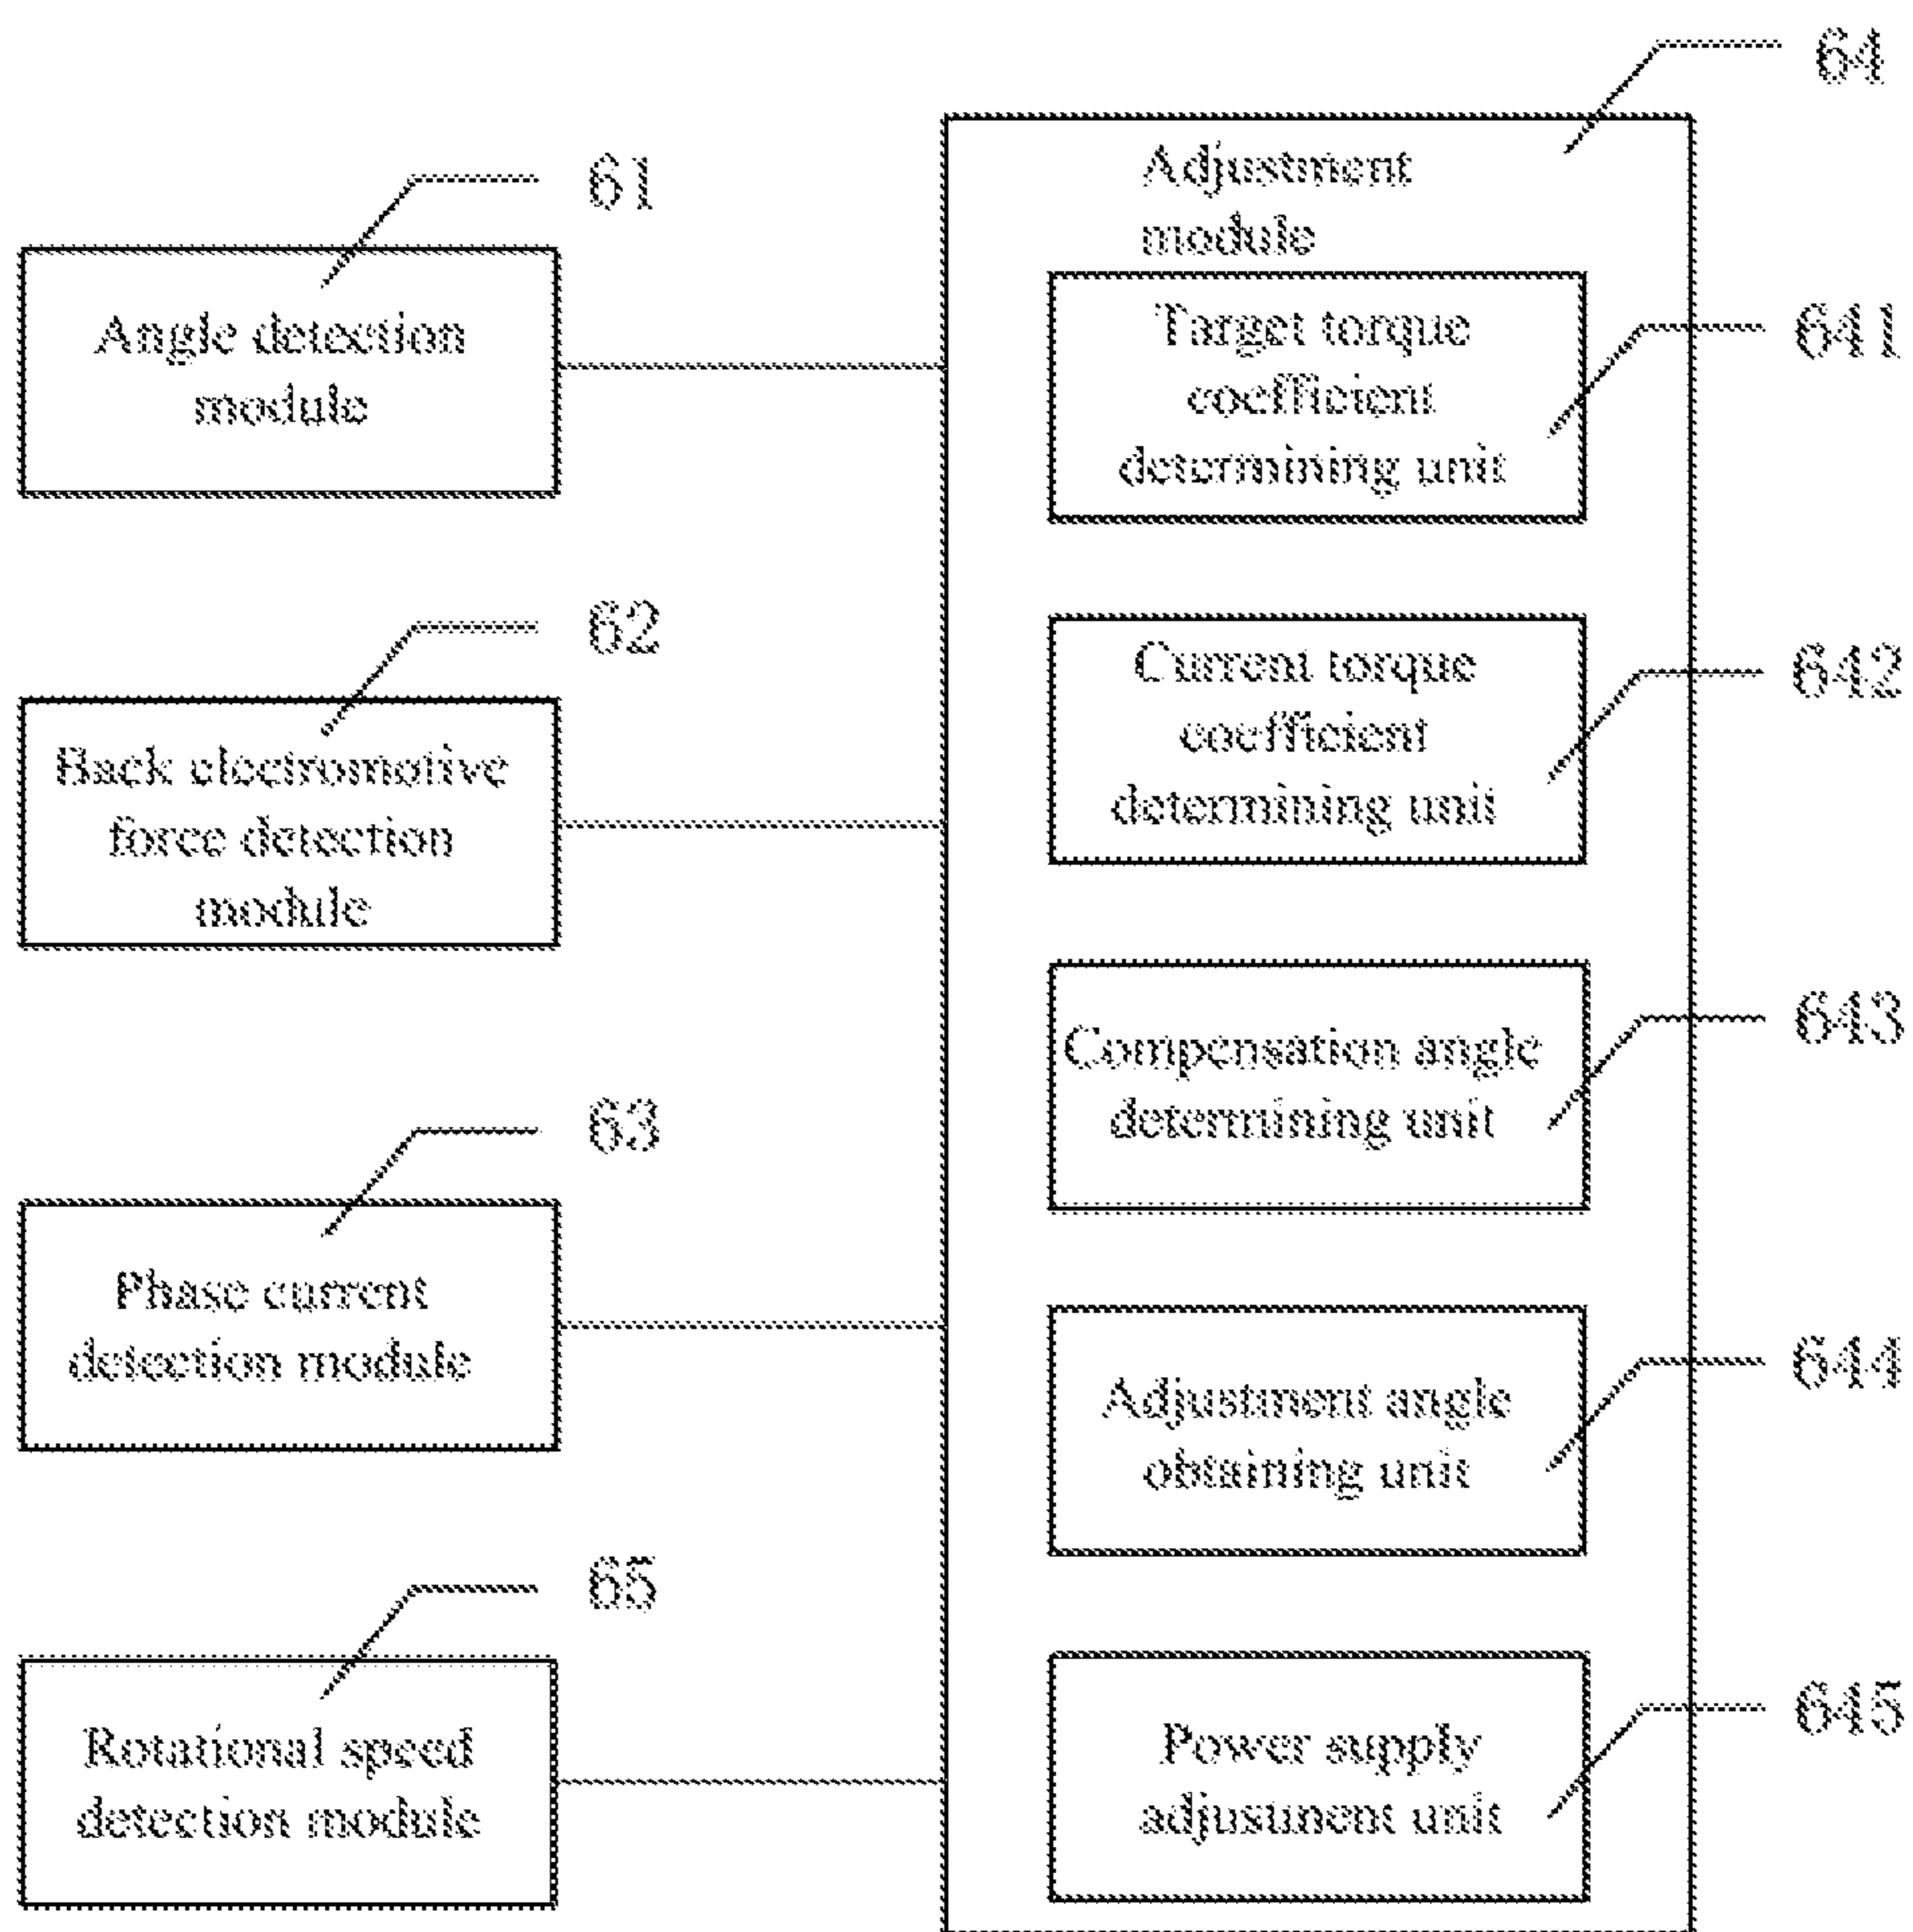 64
Adjustment
module
61
Angle detection
module
641
Target torque
coefficient
determining unit
62
Back electromotive
force detection
module
642
Current torque
coefficient
determining unit
643
Compensation angle
determining unit
63
Phase current
detection module
644
Adjustment angle
obtaining unit
65
Rotational speed
detection module
645
Power supply
adjustment unit